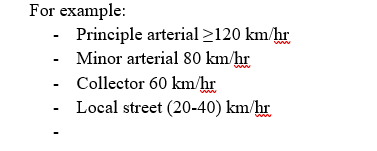 For example:
- Principle arterial ≥120 km/hr
- Minor arterial 80 km/hr
- Collector 60 km/hr
- Local street (20-40) km/hr
-